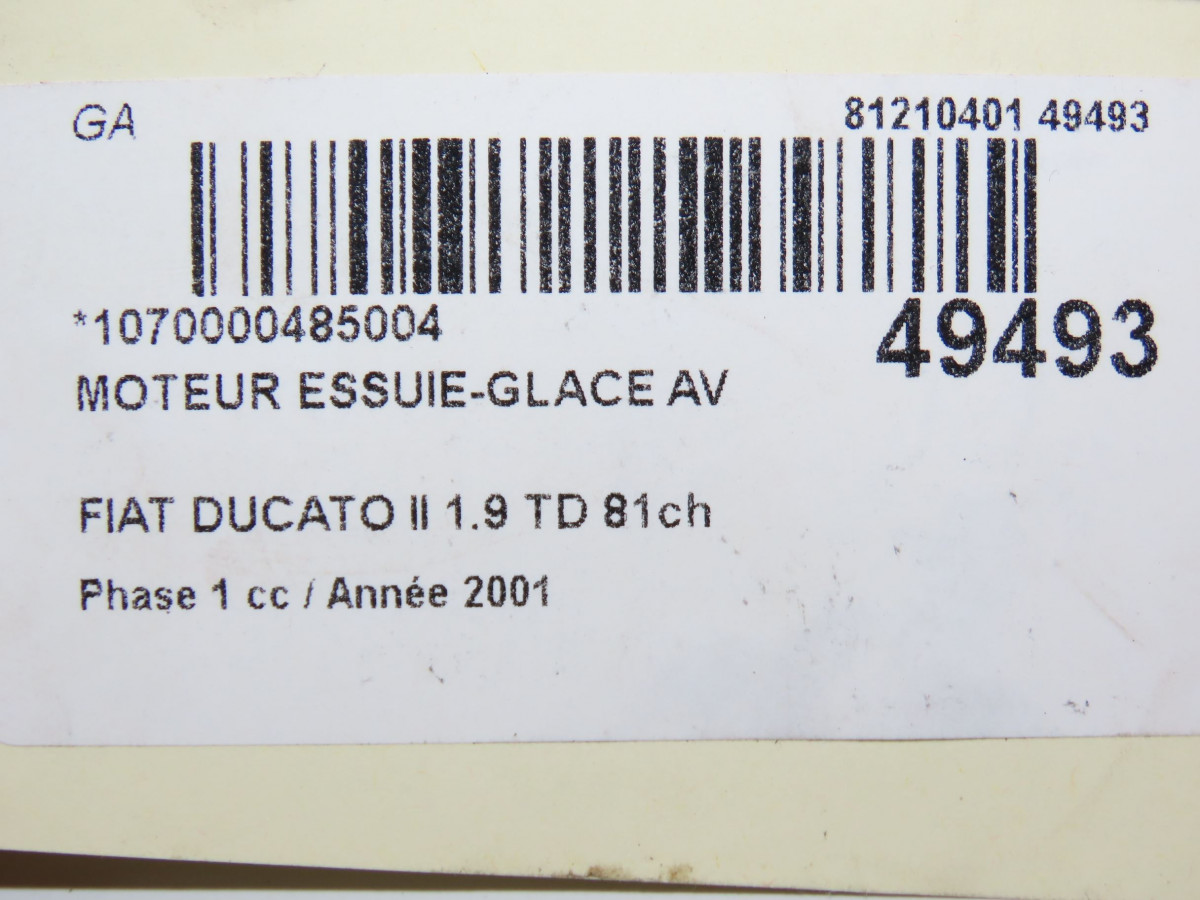 GA
81210401 49493
*1070000485004
49493
MOTEUR ESSUIE-GLACE AV
FIAT DUCATO II 1.9 TD 81ch
Phase 1 cc / Année 2001